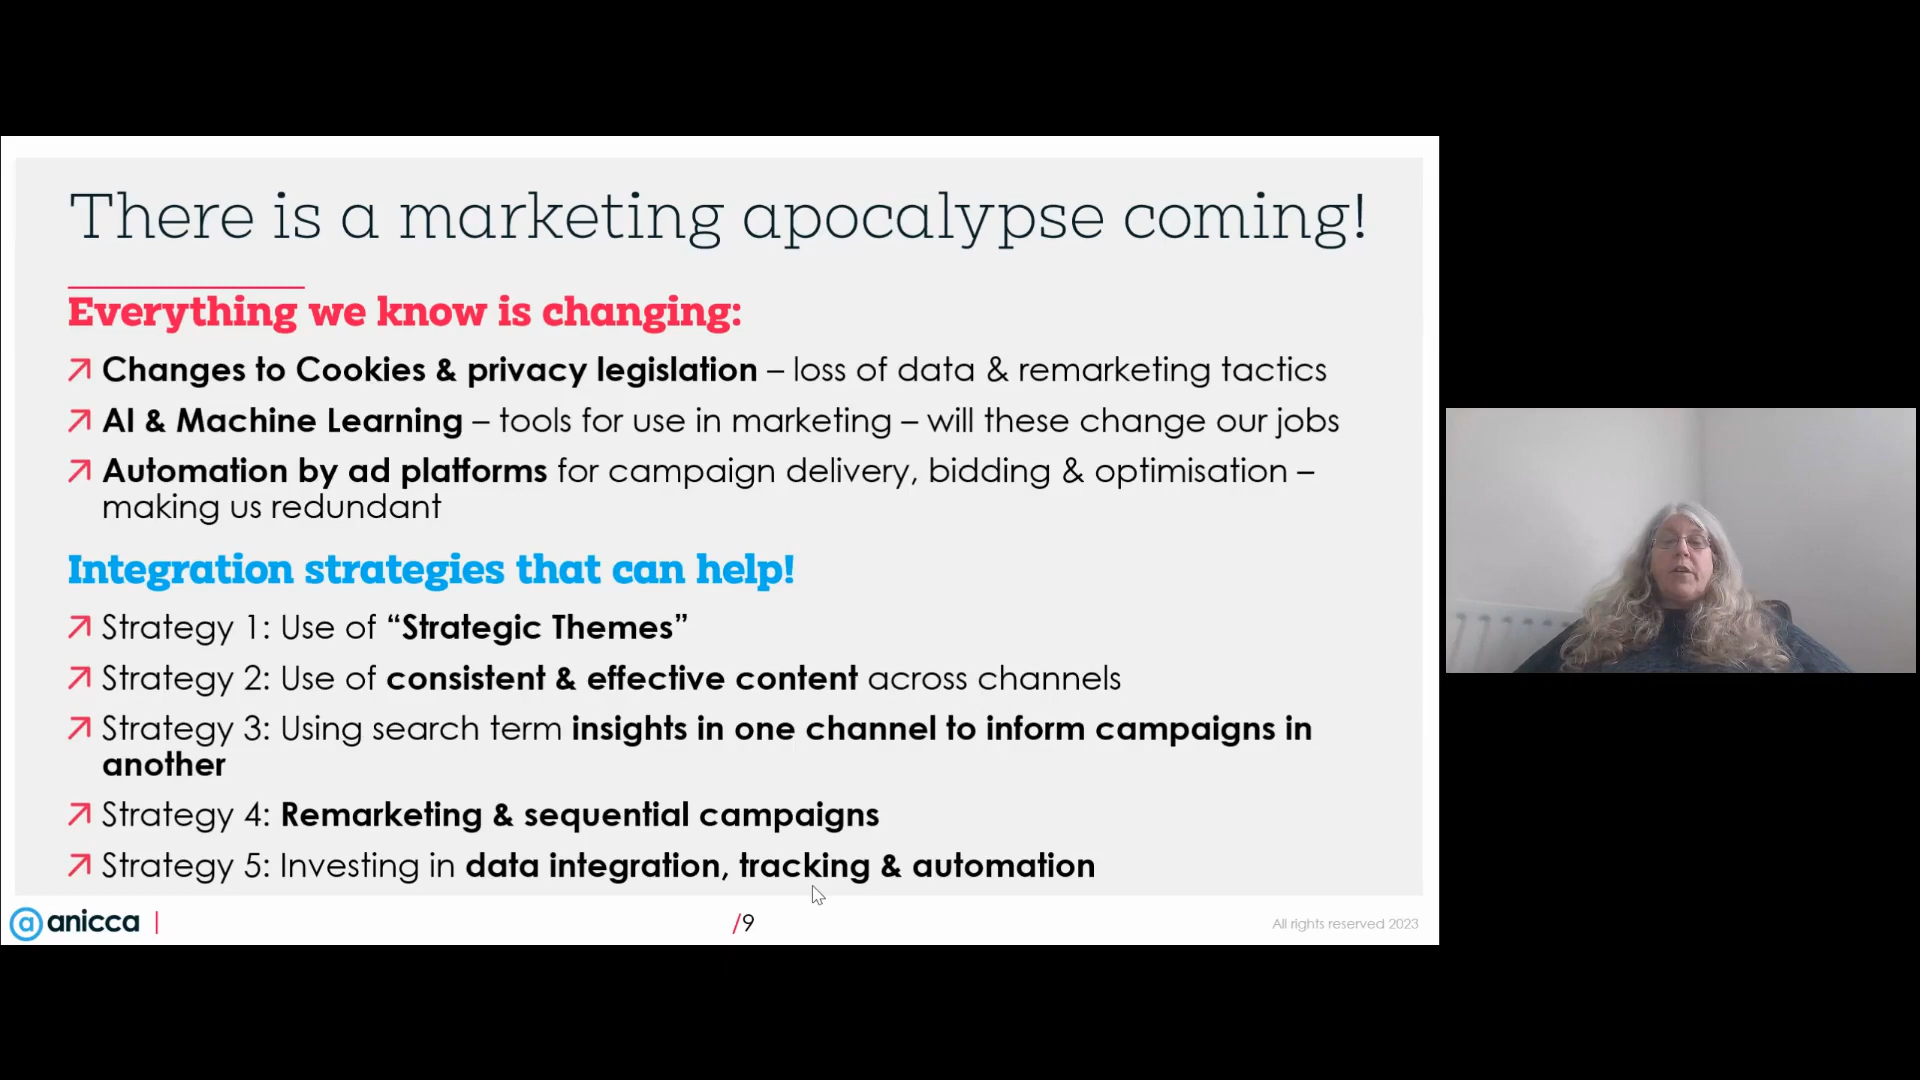 There is a marketing apocalypse coming!
Everything we know is changing:
Changes to Cookies & privacy legislation – loss of data & remarketing tactics
AI & Machine Learning – tools for use in marketing – will these change our jobs
Automation by ad platforms for campaign delivery, bidding & optimisation –
making us redundant
Integration strategies that can help!
Strategy 1: Use of “Strategic Themes”
Strategy 2: Use of consistent & effective content across channels
Strategy 3: Using search term insights in one channel to inform campaigns in
another
Strategy 4: Remarketing & sequential campaigns
Strategy 5: Investing in data integration, tracking & automation
@ anicca |
/9
All rights reserved 2023